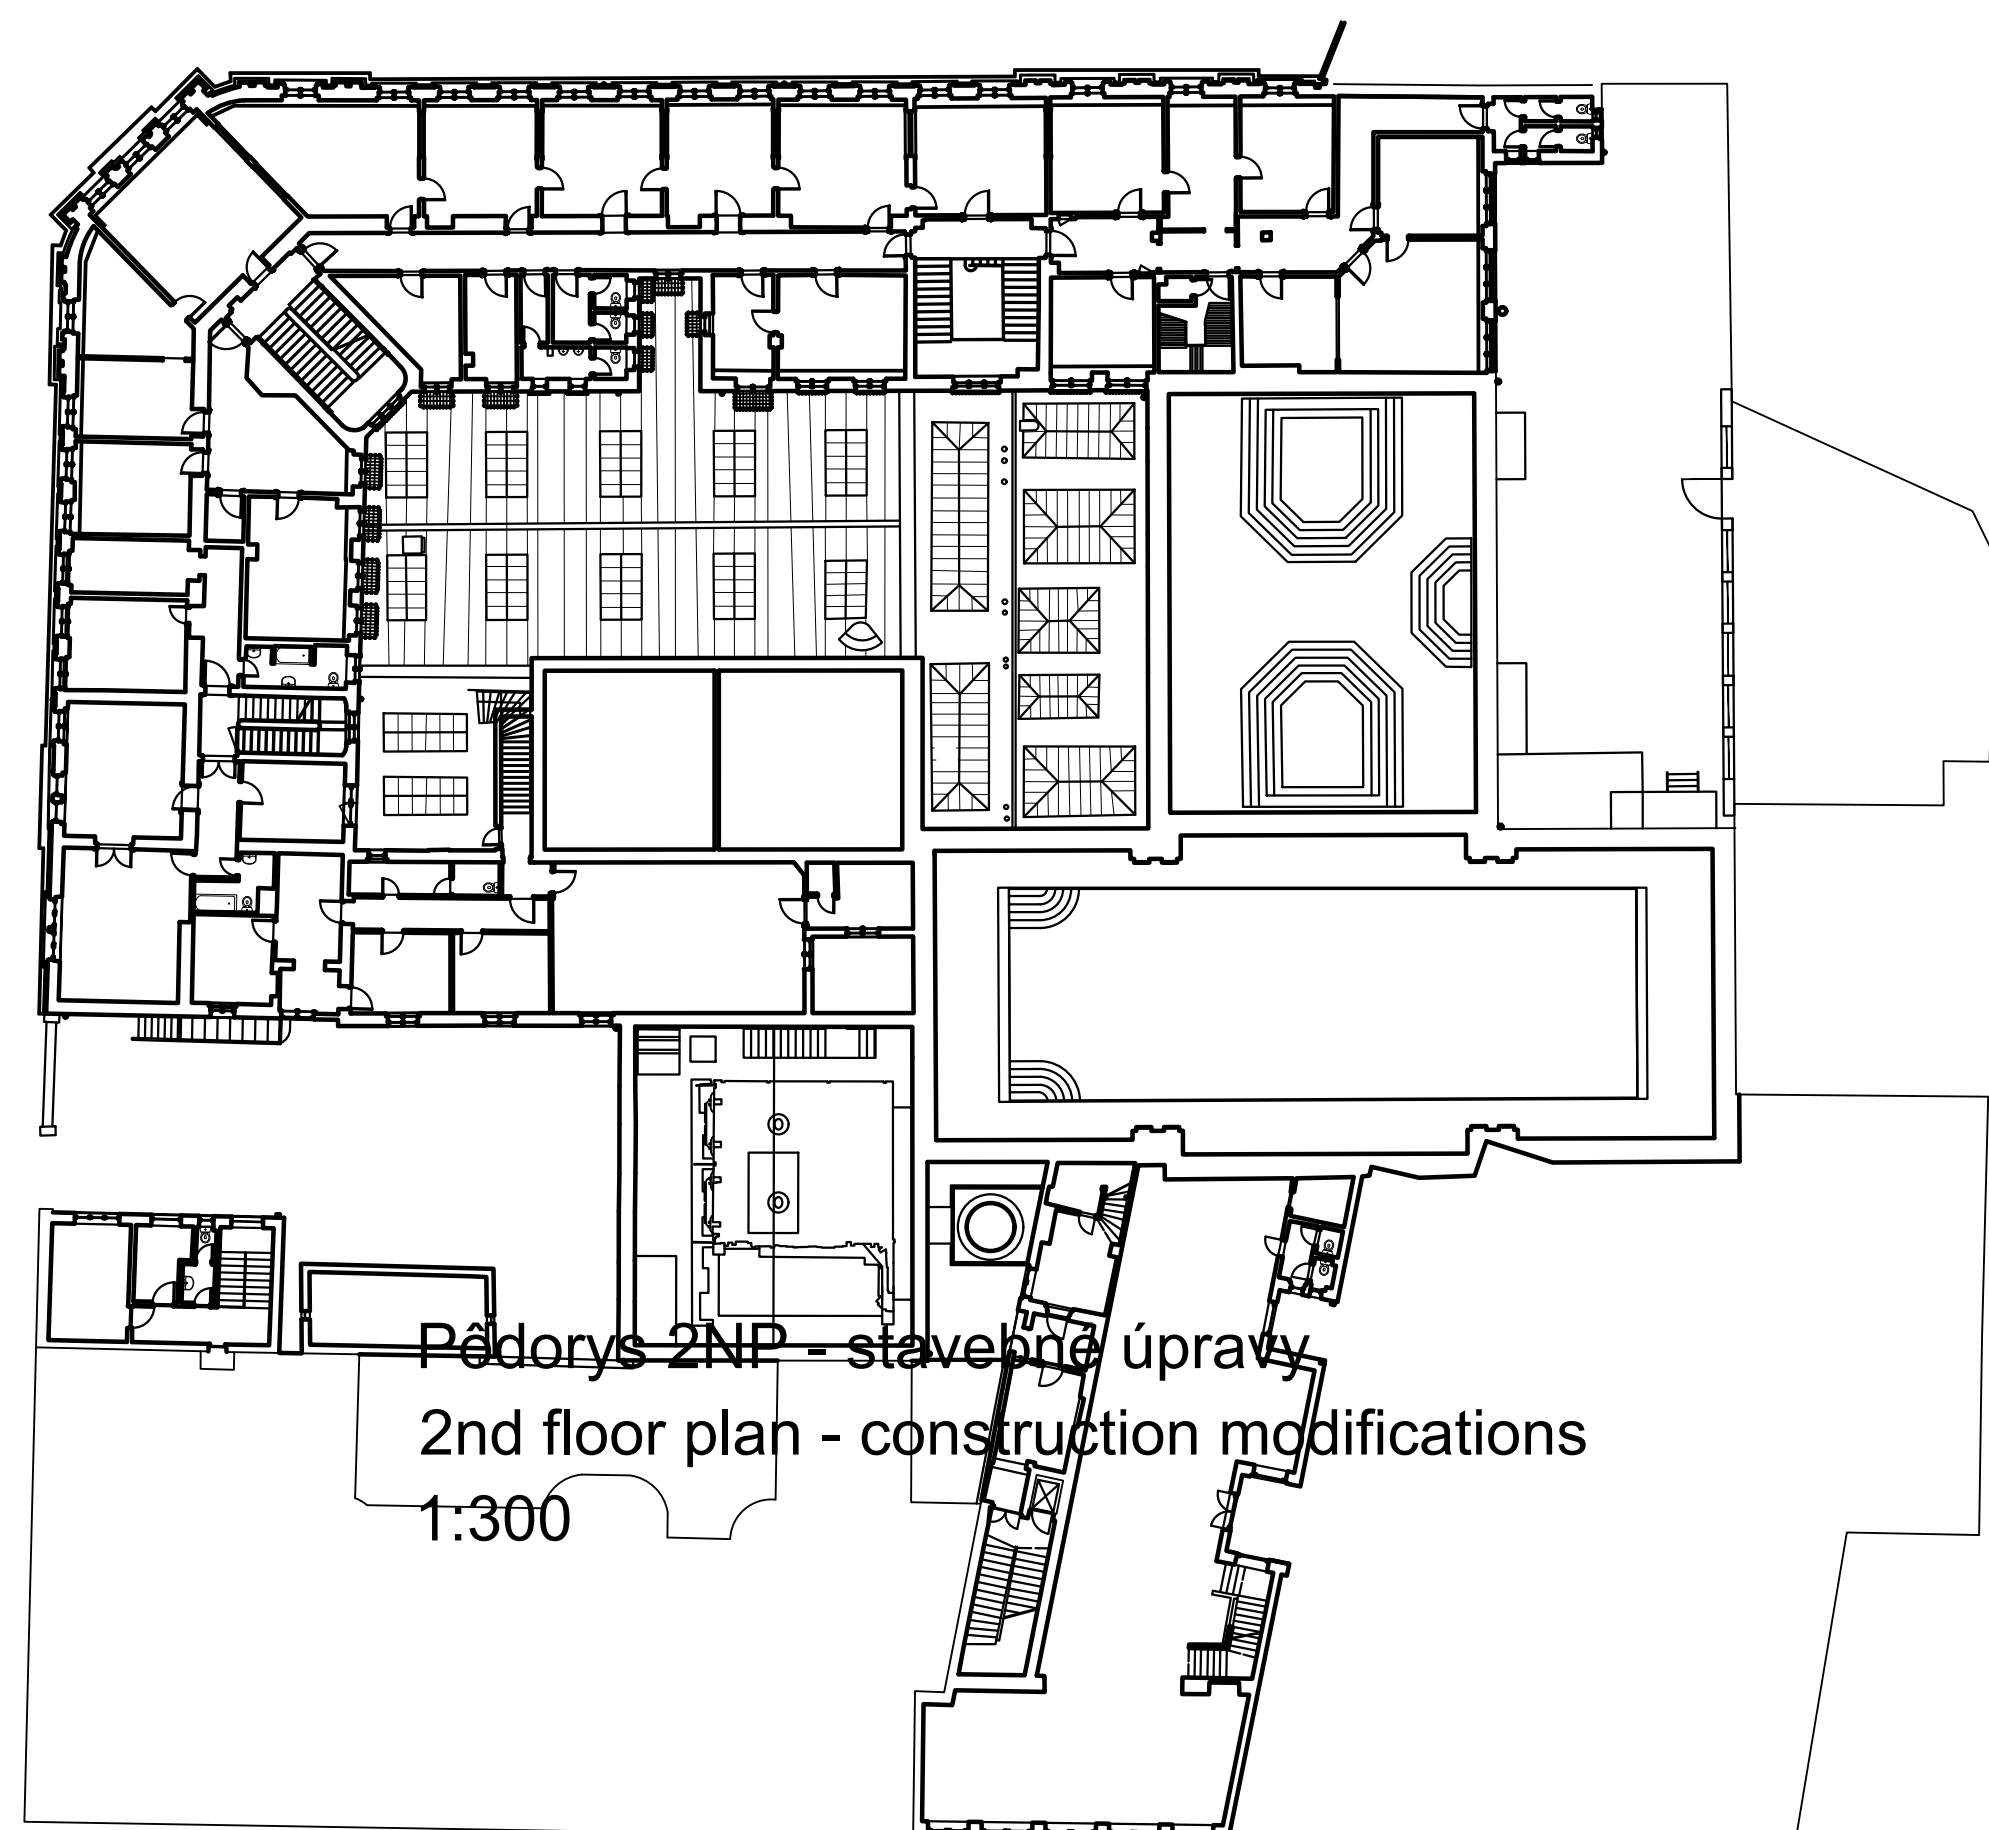 Pôdorys 2NP - stavebné úpravy
2nd floor plan - construction modifications
1:300